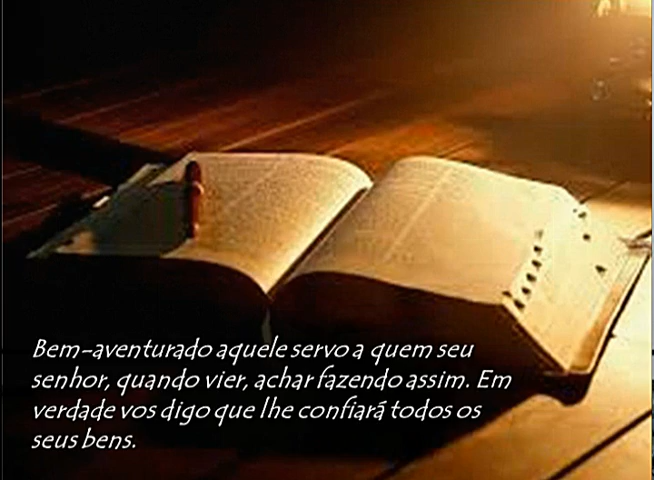 Bem-aventurado aquele servo a quem seu
senhor, quando vier, achar fazendo assim. Em
verdade vos digo que lhe confiará todos os
seus bens.